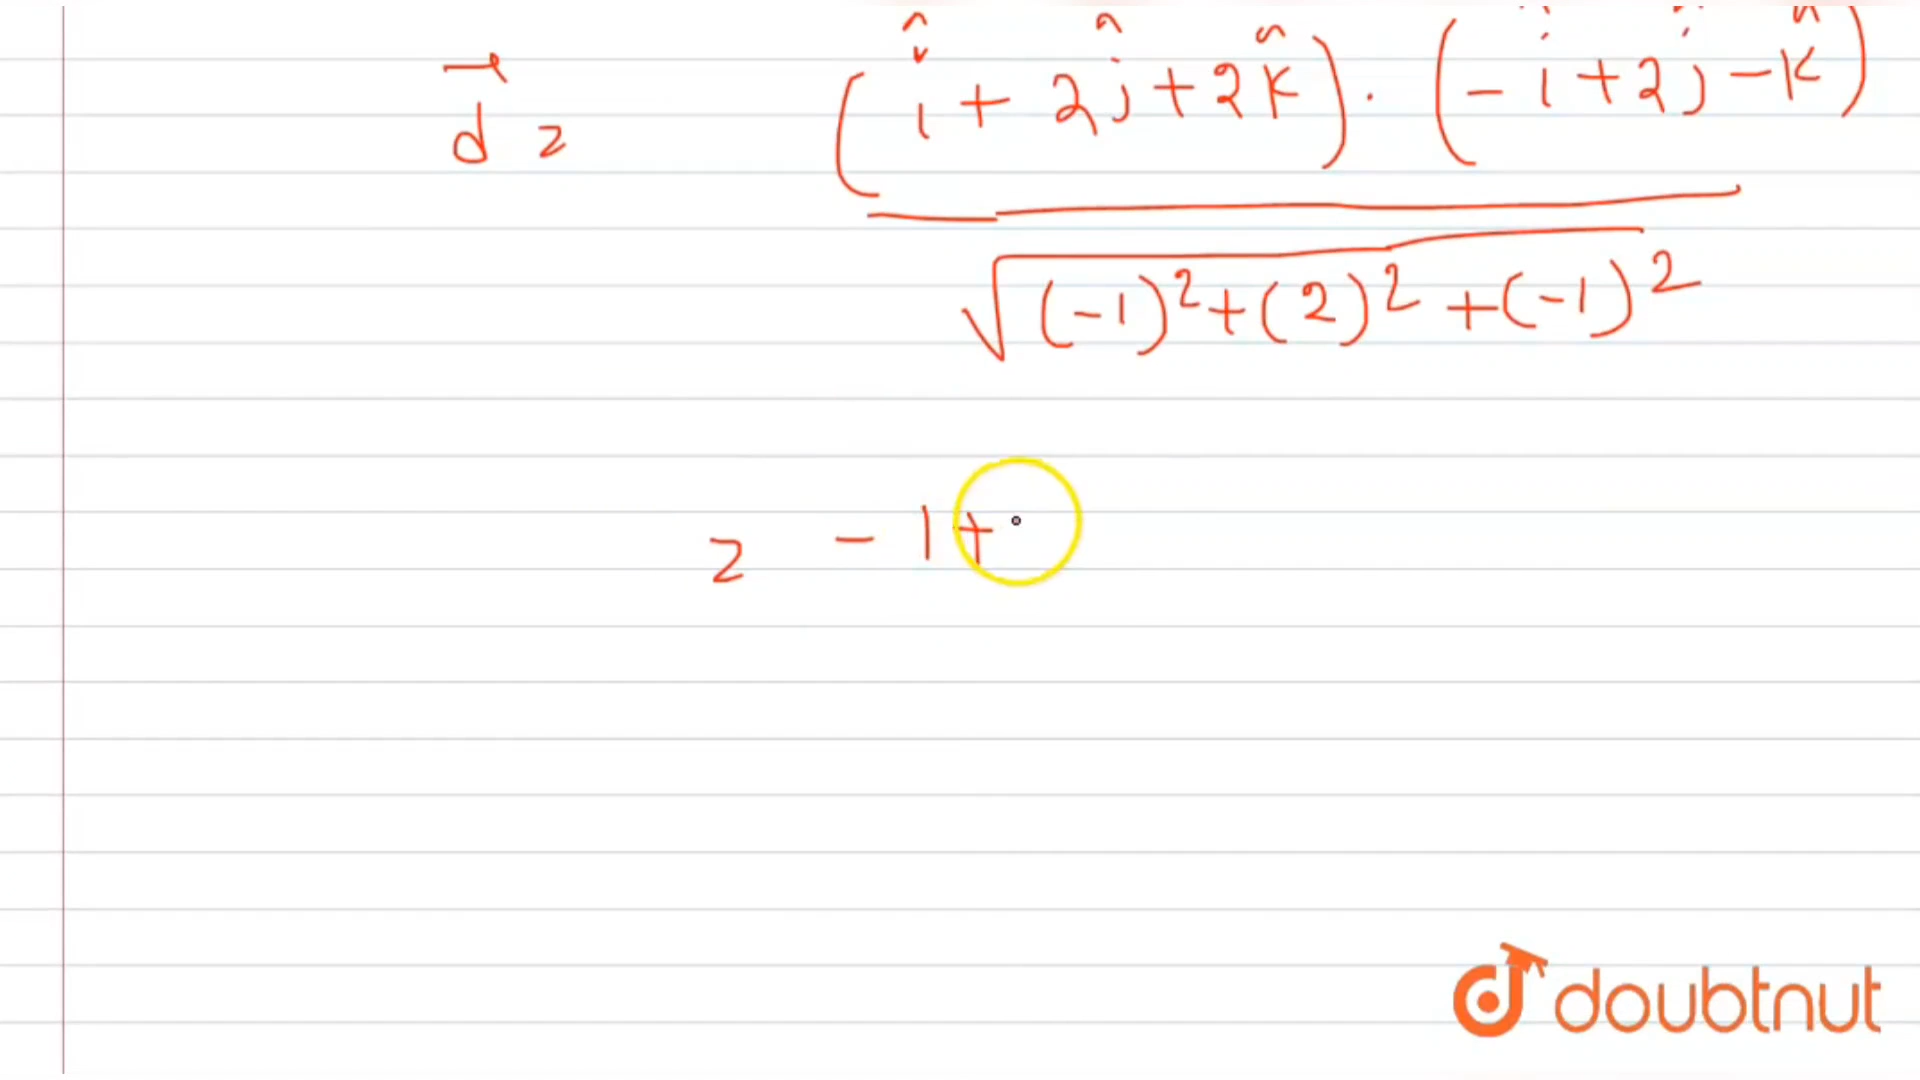 d⃗ = (î + 2ĵ + 2k̂) . (-î + 2ĵ - k̂)
√(-1)² + (2)² + (-1)²
= - 1 +
doubtnut